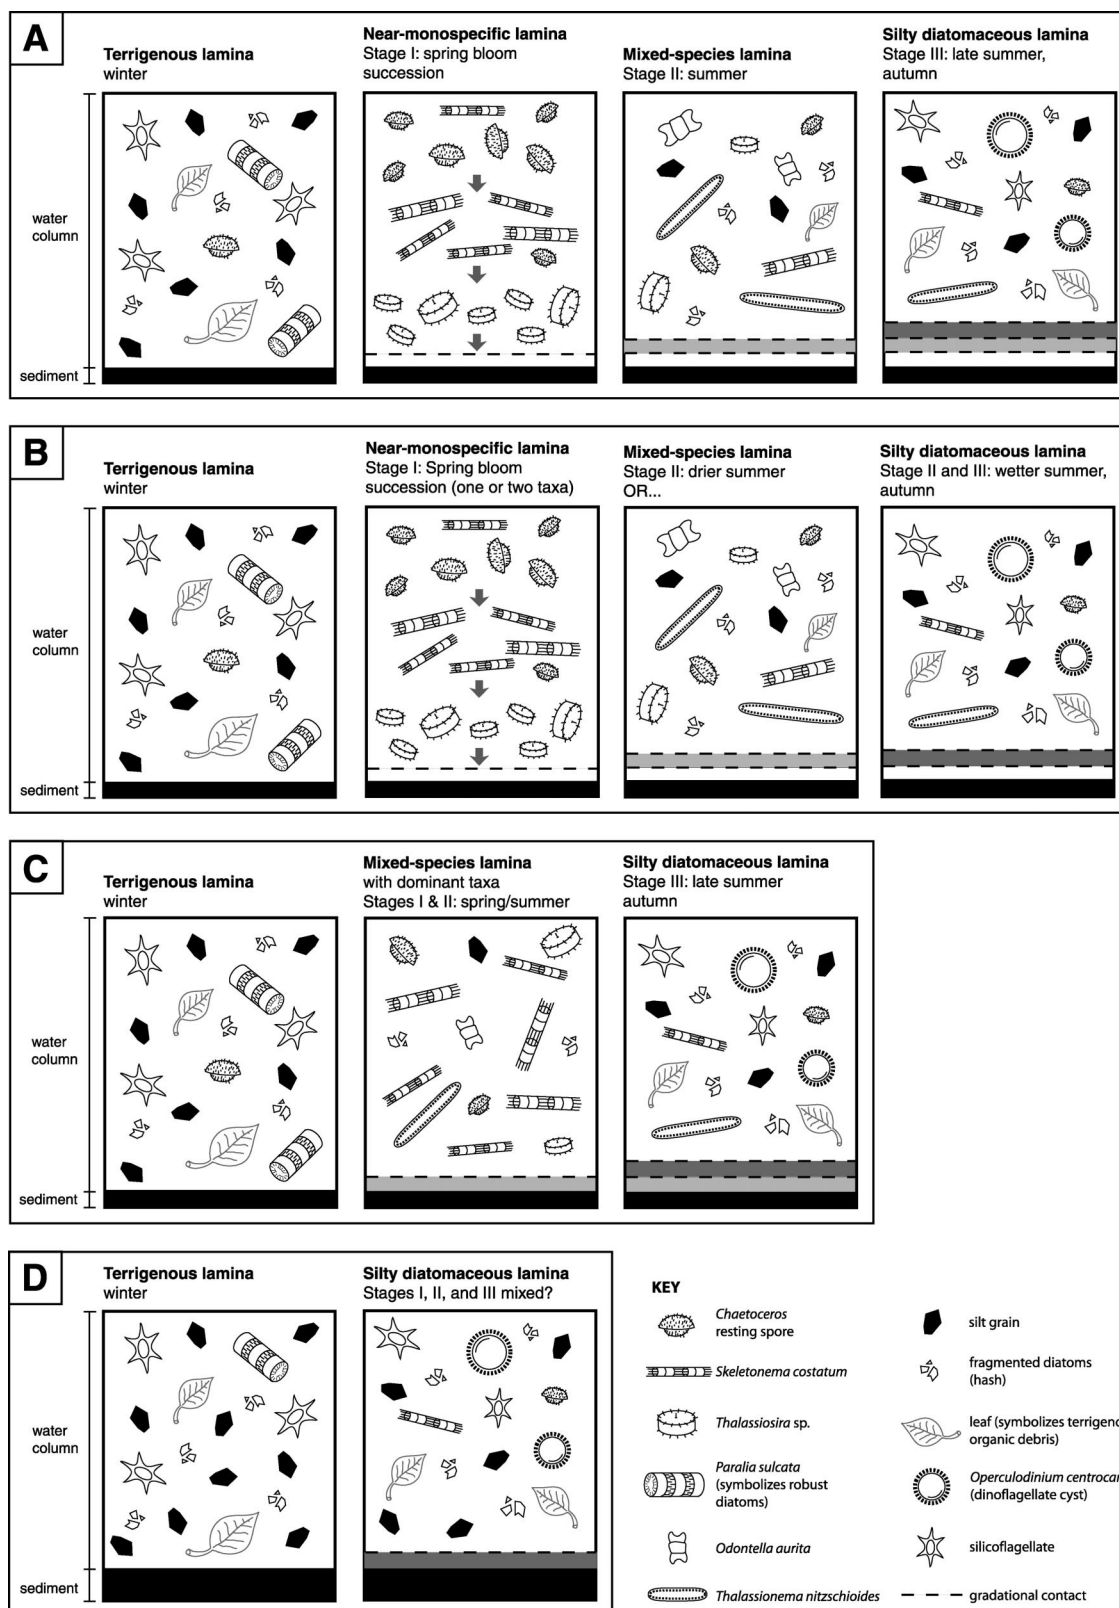 A
Terrigenous lamina
winter
Near-monospecific lamina
Stage I: spring bloom
succession
Mixed-species lamina
Stage II: summer
Silty diatomaceous lamina
Stage III: late summer,
autumn
water
column
sediment
B
Terrigenous lamina
winter
Near-monospecific lamina
Stage I: Spring bloom
succession (one or two taxa)
Mixed-species lamina
Stage II: drier summer
OR...
Silty diatomaceous lamina
Stage II and III: wetter summer,
autumn
water
column
sediment
C
Terrigenous lamina
winter
Mixed-species lamina
with dominant taxa
Stages I & II: spring/summer
Silty diatomaceous lamina
Stage III: late summer
autumn
water
column
sediment
D
Terrigenous lamina
winter
Silty diatomaceous lamina
Stages I, II, and III mixed?
water
column
sediment
KEY
Chaetoceros
resting spore
Skeletonema costatum
Thalassiosira sp.
Paralia sulcata
(symbolizes robust
diatoms)
Odontella aurita
Thalassionema nitzschioides
silt grain
fragmented diatoms
(hash)
leaf (symbolizes terrigeno
organic debris)
Operculodinium centrocar
(dinoflagellate cyst)
silicoflagellate
gradational contact